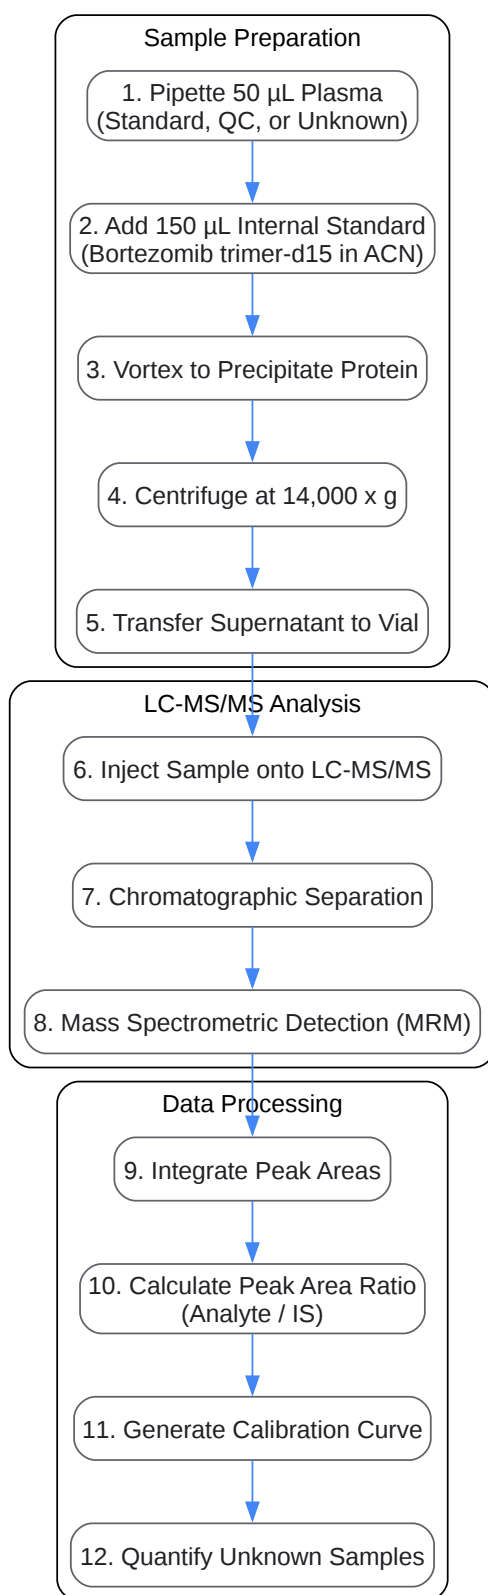 Sample Preparation
1. Pipette 50 µL Plasma
(Standard, QC, or Unknown)
2. Add 150 µL Internal Standard
(Bortezomib trimer-d15 in ACN)
3. Vortex to Precipitate Protein
4. Centrifuge at 14,000 x g
5. Transfer Supernatant to Vial
LC-MS/MS Analysis
6. Inject Sample onto LC-MS/MS
7. Chromatographic Separation
8. Mass Spectrometric Detection (MRM)
Data Processing
9. Integrate Peak Areas
10. Calculate Peak Area Ratio
(Analyte / IS)
11. Generate Calibration Curve
12. Quantify Unknown Samples